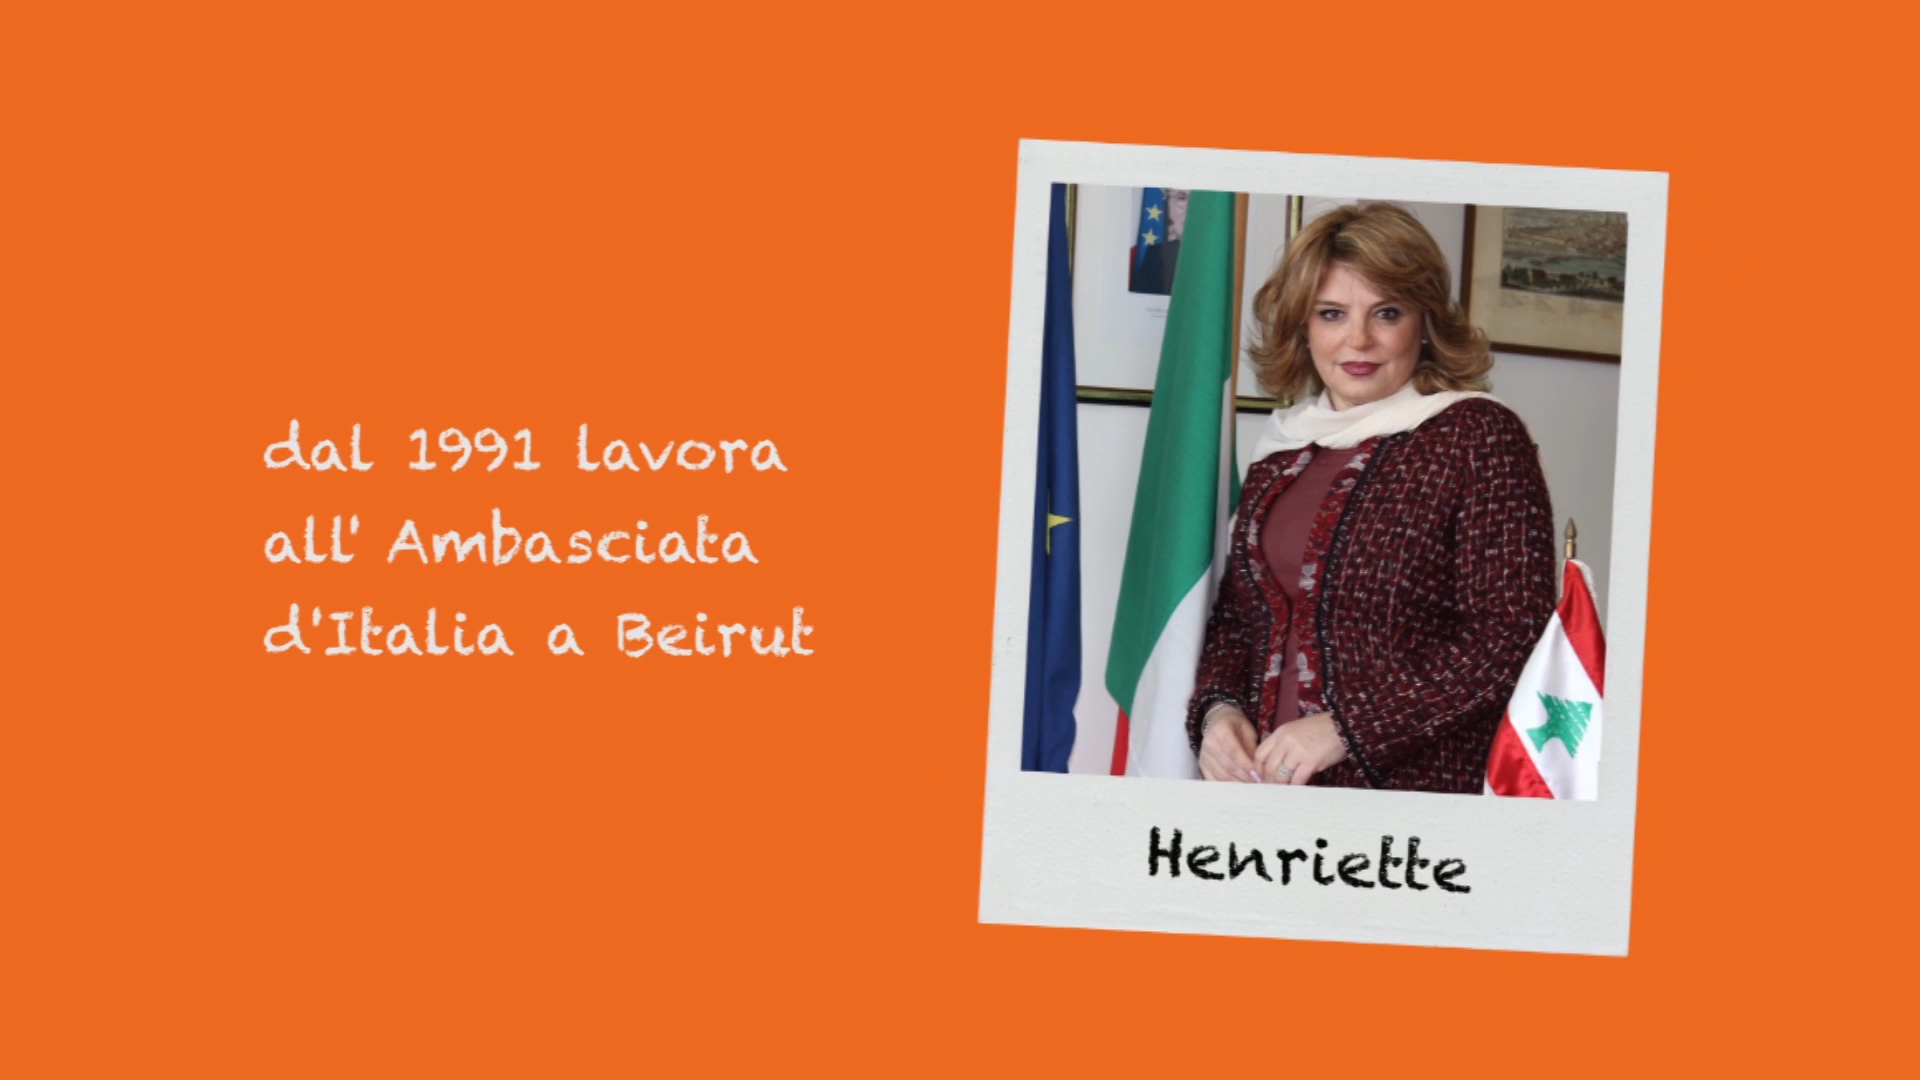 dal 1991 lavora
all' Ambasciata
d'Italia a Beirut
Henriette